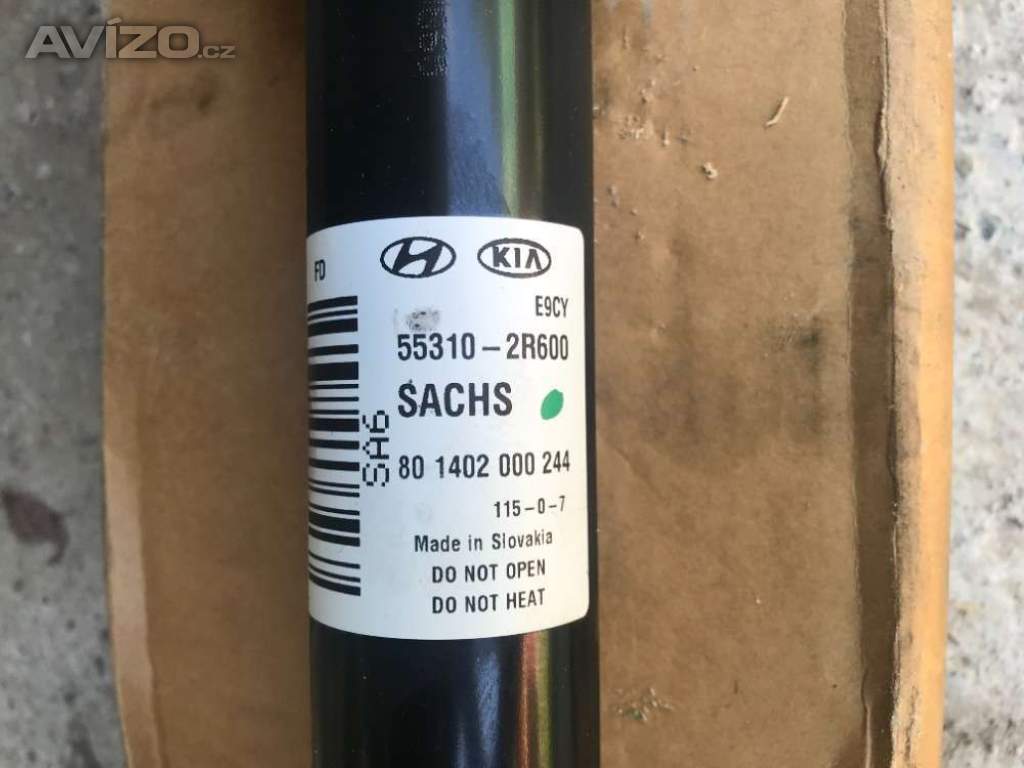 AVÍZO.cz
FD
KIA
E9CY
55310-2R600
SACHS
SA6
80 1402 000 244
115-0-7
Made in Slovakia
DO NOT OPEN
DO NOT HEAT